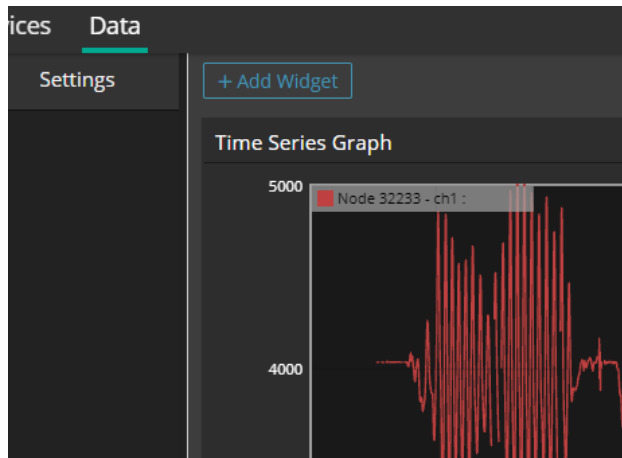 ices Data
Settings
+ Add Widget
Time Series Graph
5000
Node 32233 - ch1 :
4000